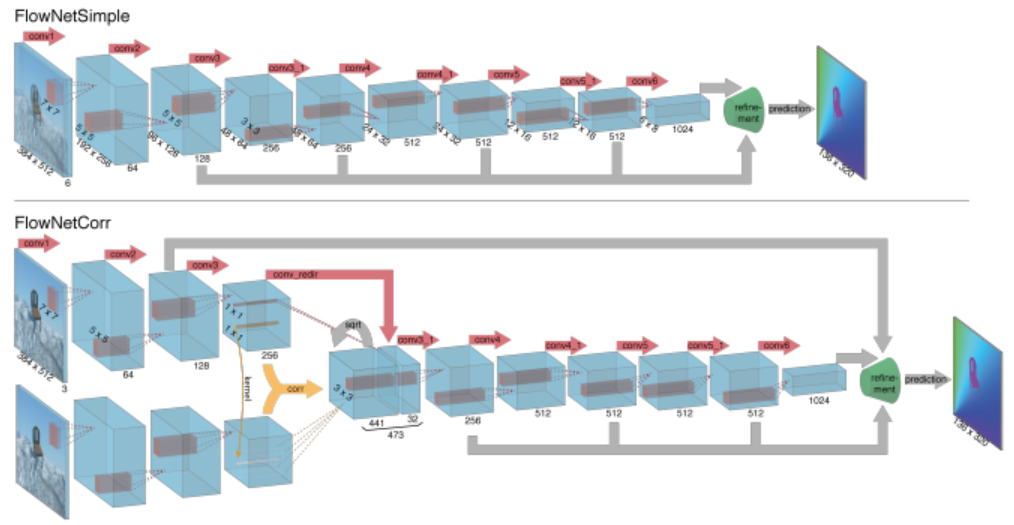 FlowNetSimple
conv1
conv2
conv3
conv3_1
conv4
conv4_1
conv5
conv5_1
conv6
7 x 7
5 x 5
5 x 5
3 x 3
384 x 512
192 x 256
96 x 128
48 x 64
48 x 64
24 x 32
24 x 32
12 x 16
12 x 16
6 x 8
6
64
128
256
256
512
512
512
512
1024
refine-
ment
prediction
136 x 320
FlowNetCorr
conv1
conv2
conv3
conv_redir
sqrt
conv3_1
conv4
conv4_1
conv5
conv5_1
conv6
7 x 7
5 x 5
1 x 1
1 x 1
3 x 3
384 x 512
3
64
128
256
kernel
corr
441
32
473
256
512
512
512
512
1024
refine-
ment
prediction
136 x 320